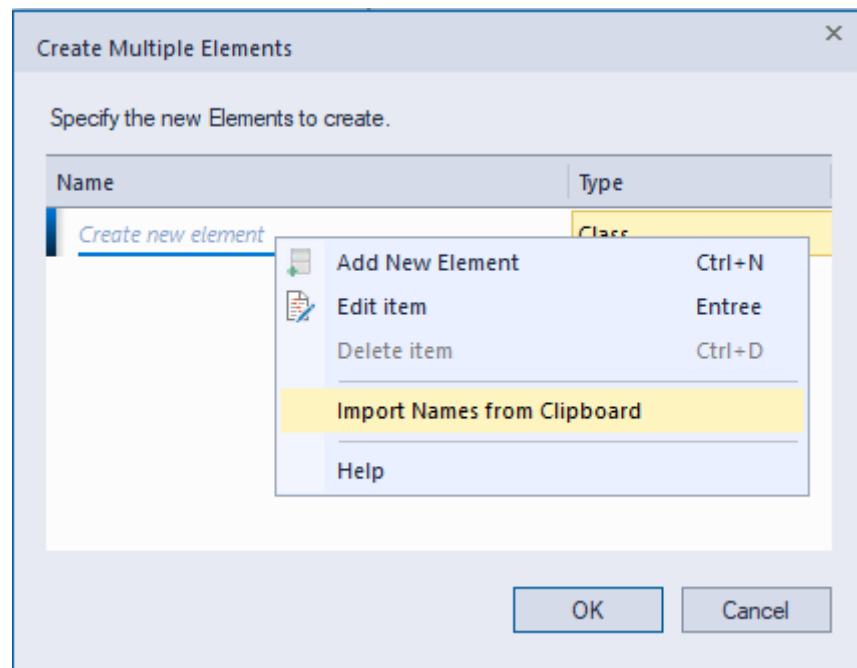 Create Multiple Elements
Specify the new Elements to create.
Name Type
Create new element Class
Add New Element Ctrl+N
Edit item Entree
Delete item Ctrl+D
Import Names from Clipboard
Help
OK Cancel